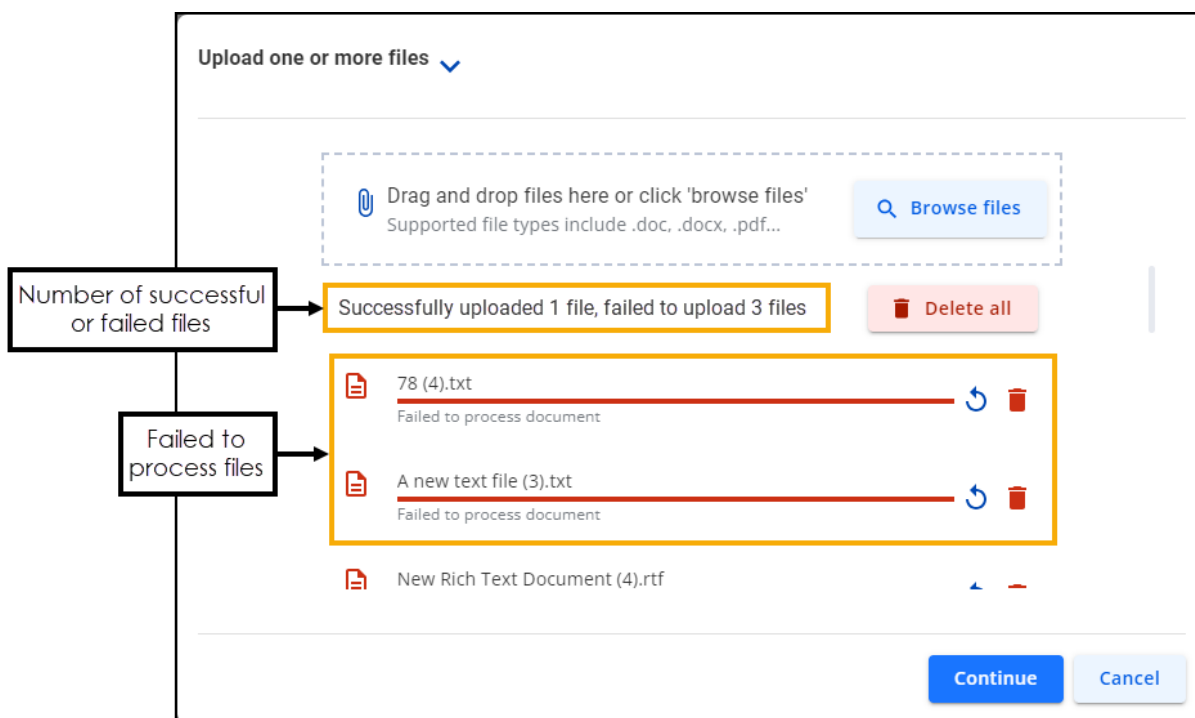 Upload one or more files
Drag and drop files here or click 'browse files'
Supported file types include .doc, .docx, .pdf...
Browse files
Number of successful
or failed files
Successfully uploaded 1 file, failed to upload 3 files
Delete all
78 (4).txt
Failed to process document
Failed to
process files
A new text file (3).txt
Failed to process document
New Rich Text Document (4).rtf
Continue
Cancel